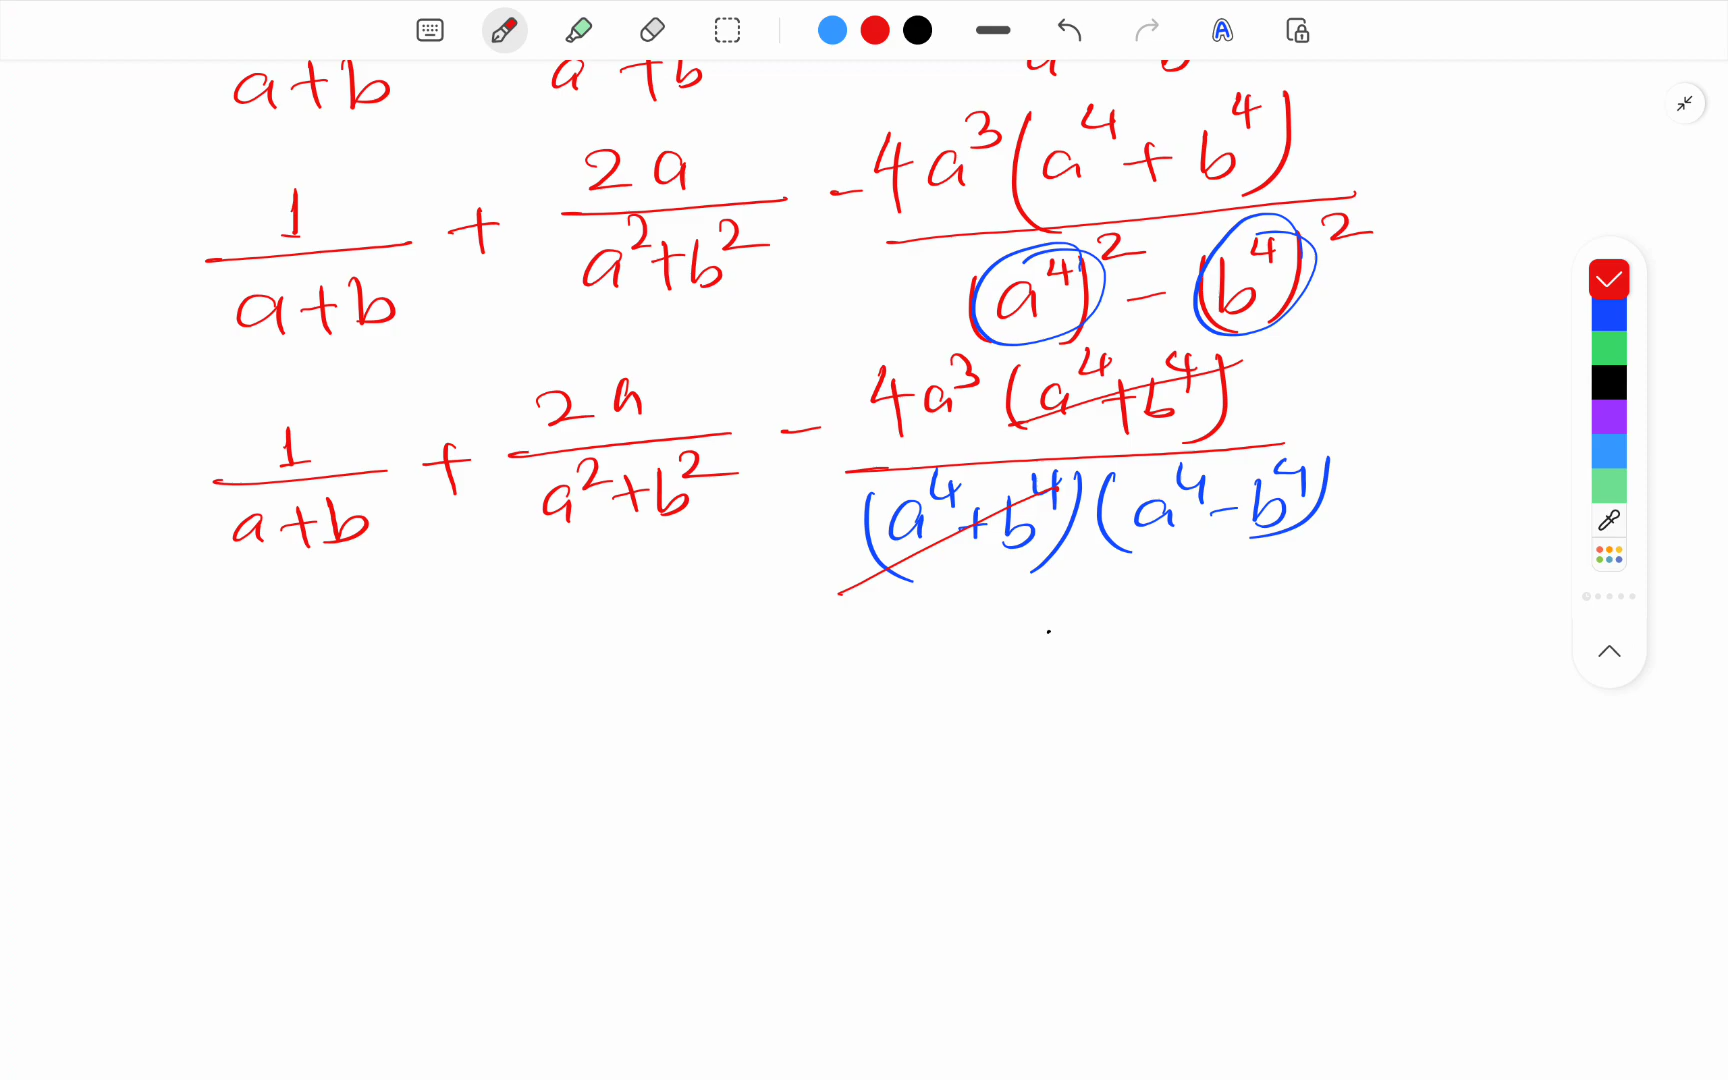 a+b a +b a b
1/(a+b) + 2a/(a²+b²) - 4a³(a⁴+b⁴)/((a⁴)²-(b⁴)²)
1/(a+b) + 2a/(a²+b²) - 4a³(a⁴+b⁴)/((a⁴+b⁴)(a⁴-b⁴))